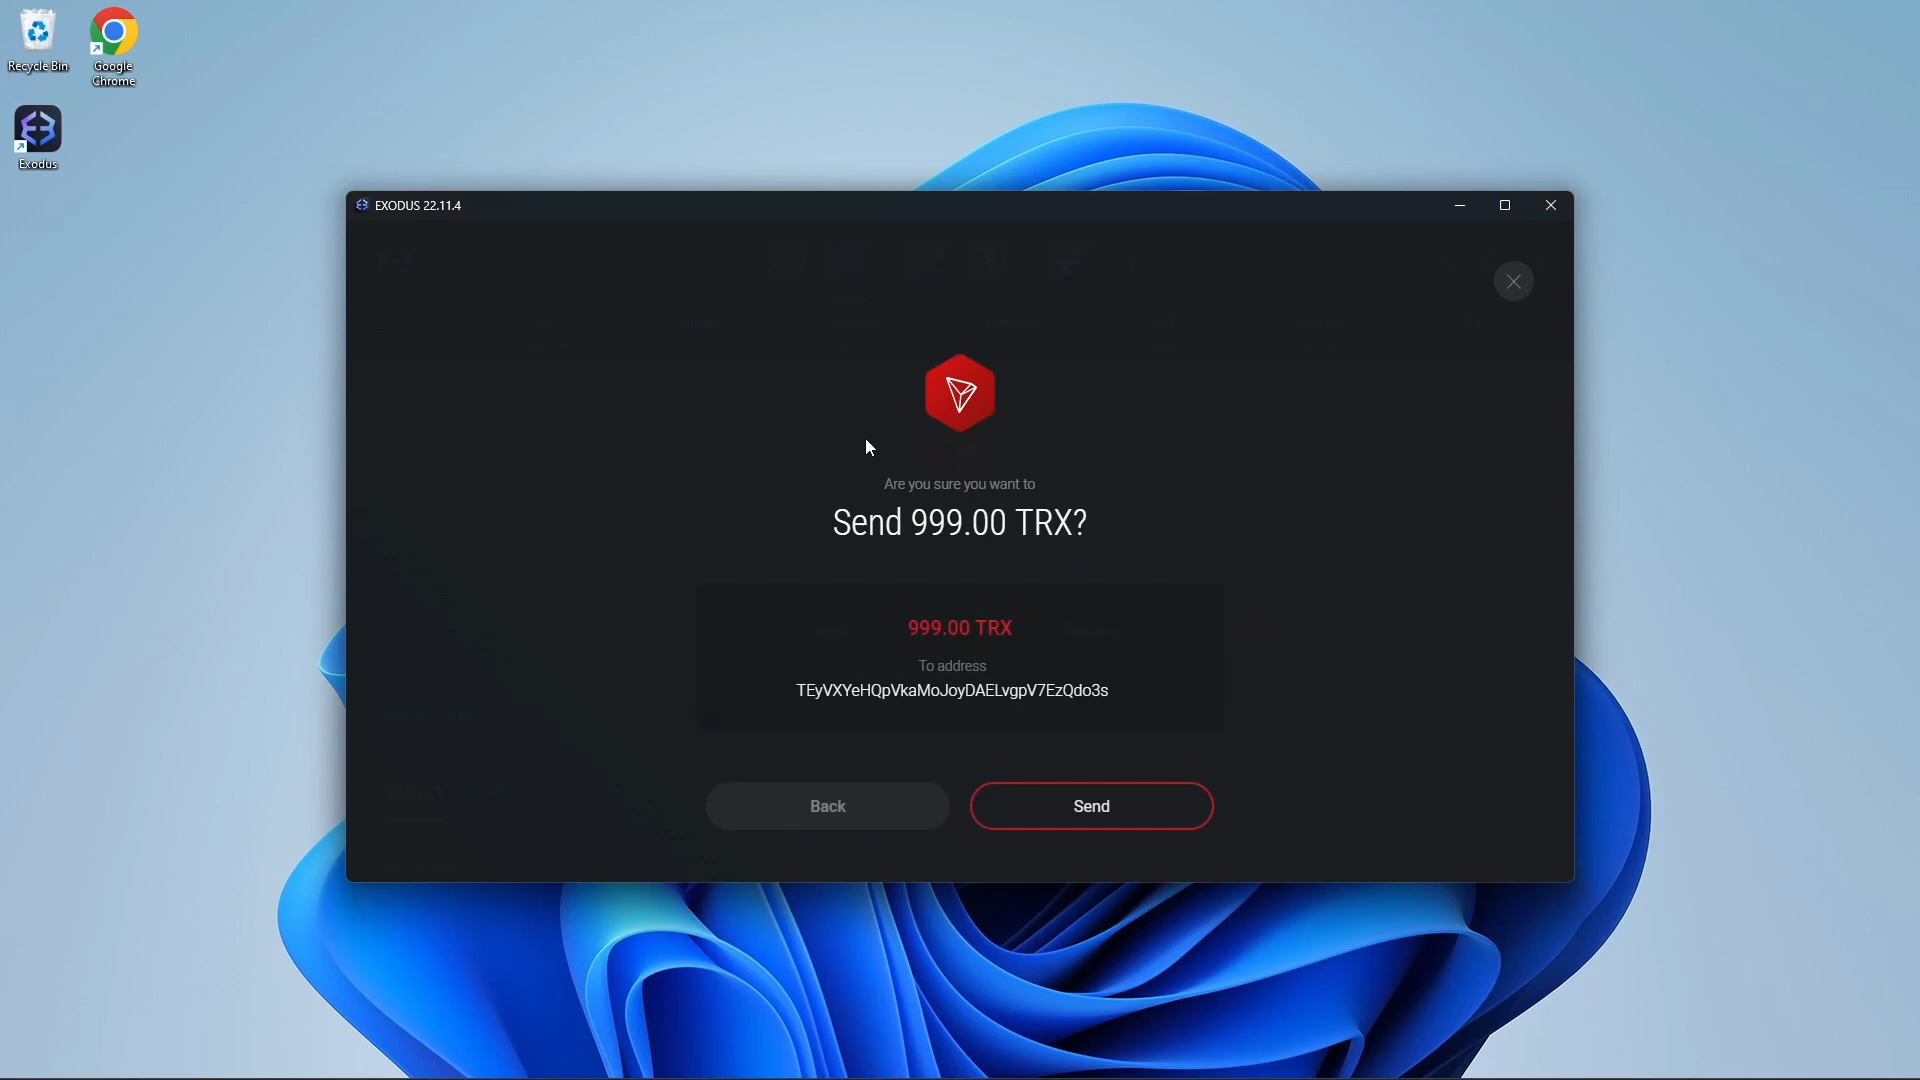 Recycle Bin
Google
Chrome
Exodus
EXODUS 22.11.4
Are you sure you want to
Send 999.00 TRX?
999.00 TRX
To address
TEyVXYeHQpVkaMoJoyDAELvgpV7EzQdo3s
Back
Send